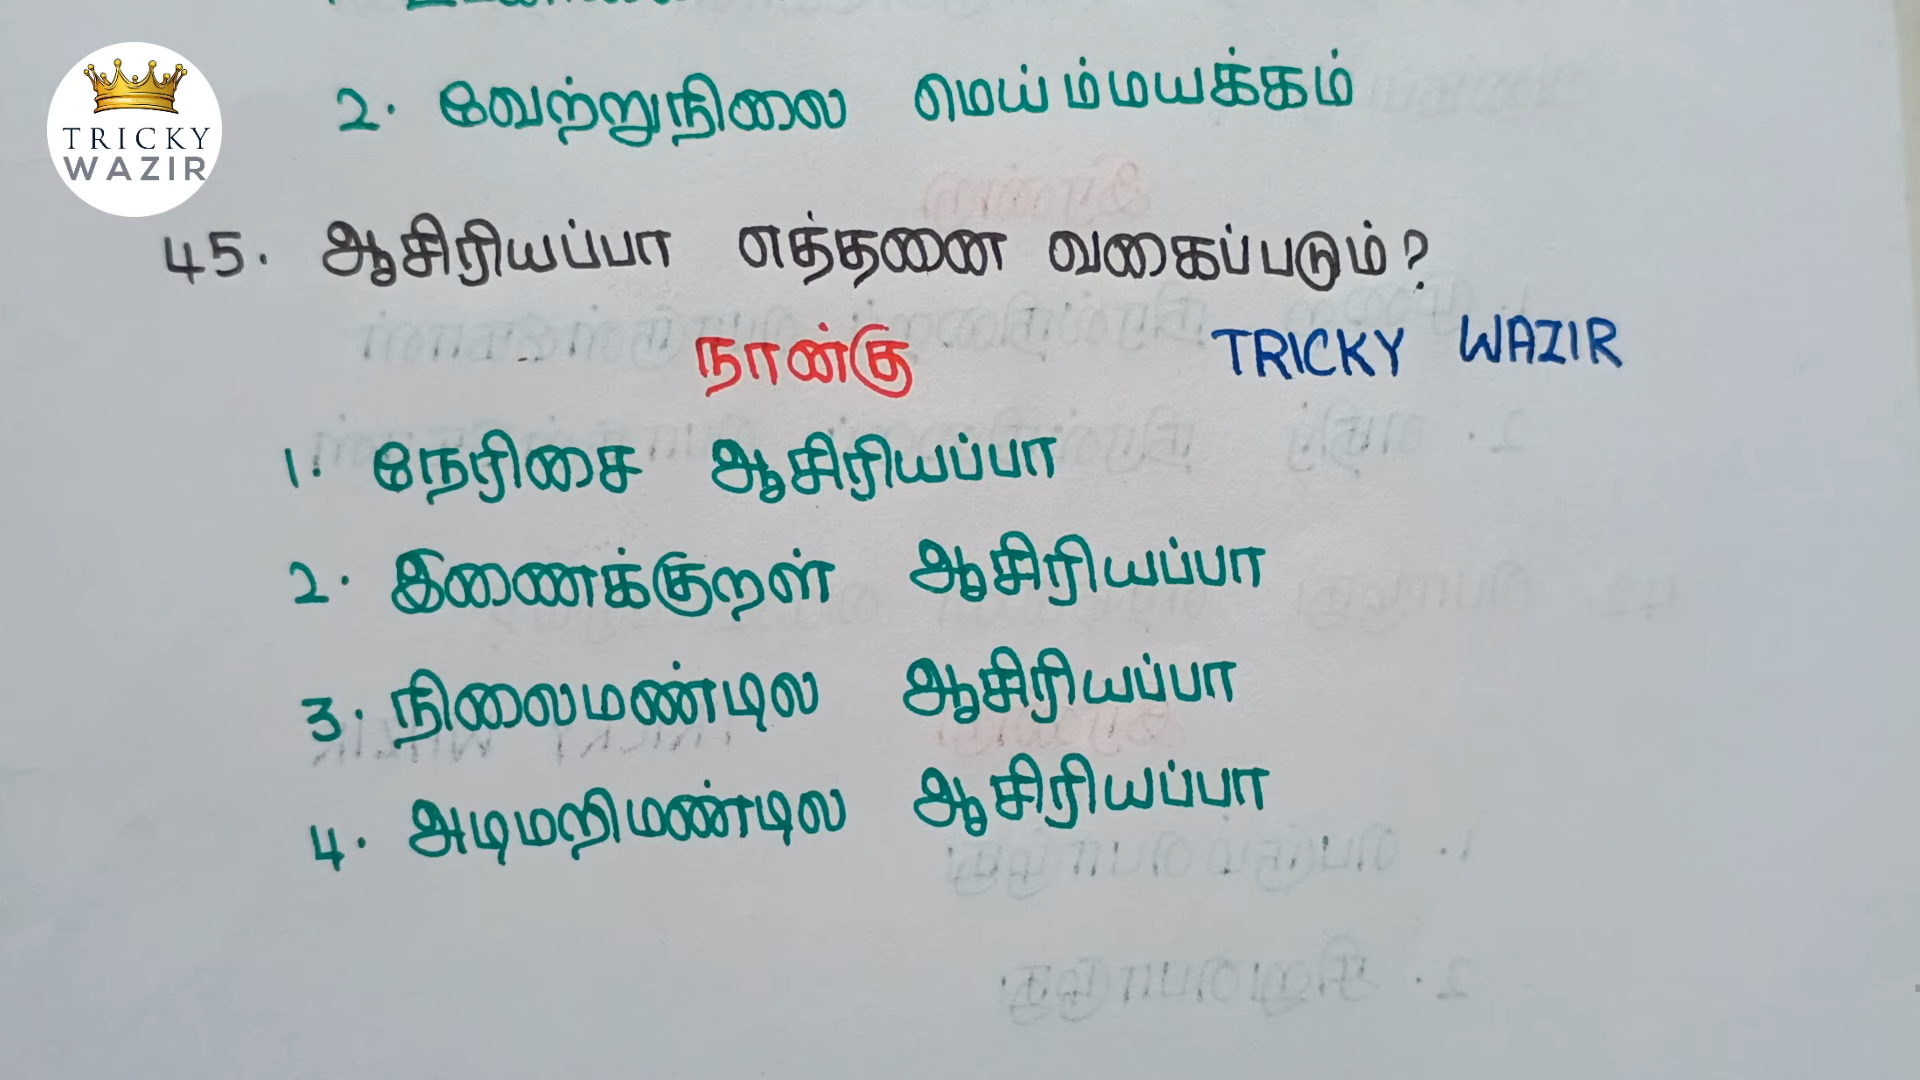 TRICKY
WAZIR
2. வேற்றுநிலை மெய்ம்மயக்கம்
45. ஆசிரியப்பா எத்தனை வகைப்படும்?
நான்கு TRICKY WAZIR
1. நேரிசை ஆசிரியப்பா
2. இணைக்குறள் ஆசிரியப்பா
3. நிலைமண்டில ஆசிரியப்பா
4. அடிமறிமண்டில ஆசிரியப்பா